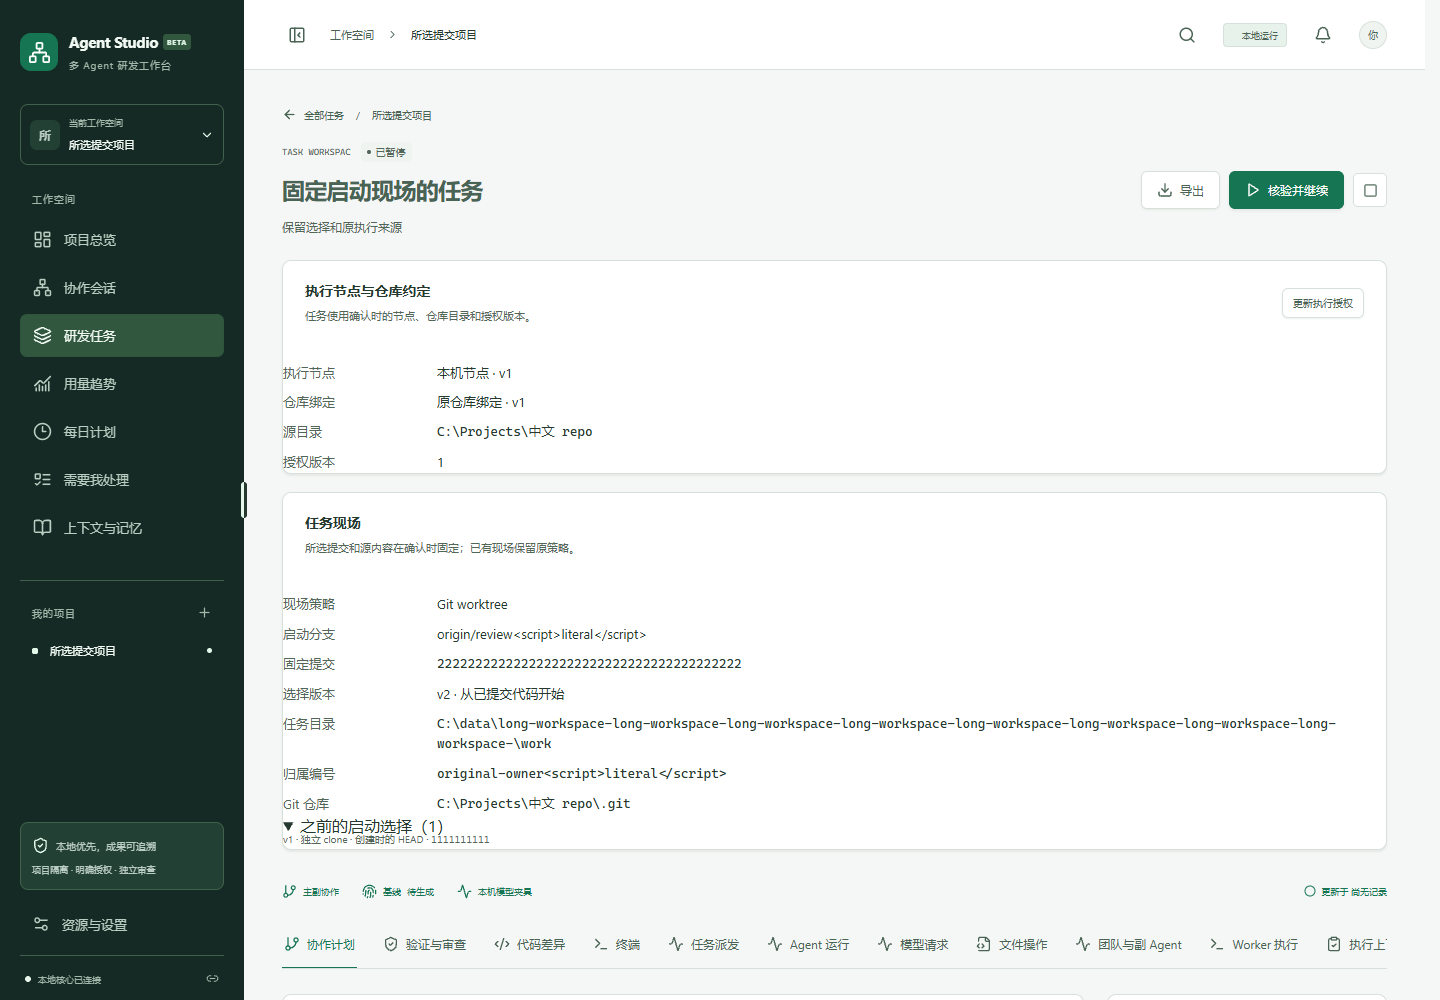 Agent Studio BETA
多 Agent 研发工作台
所
当前工作空间
所选提交项目
工作空间
项目总览
协作会话
研发任务
用量趋势
每日计划
需要我处理
上下文与记忆
我的项目
所选提交项目
本地优先，成果可追溯
项目隔离 · 明确授权 · 独立审查
资源与设置
本地核心已连接
工作空间 > 所选提交项目
本地运行
你
全部任务 / 所选提交项目
TASK WORKSPAC 已暂停
固定启动现场的任务
保留选择和原执行来源
导出
核验并继续
执行节点与仓库约定
任务使用确认时的节点、仓库目录和授权版本。
更新执行授权
执行节点 本机节点 · v1
仓库绑定 原仓库绑定 · v1
源目录 C:\Projects\中文 repo
授权版本 1
任务现场
所选提交和源内容在确认时固定；已有现场保留原策略。
现场策略 Git worktree
启动分支 origin/review<script>literal</script>
固定提交 2222222222222222222222222222222222222222
选择版本 v2 · 从已提交代码开始
任务目录 C:\data\long-workspace-long-workspace-long-workspace-long-workspace-long-workspace-long-workspace-long-workspace-long-
workspace-\work
归属编号 original-owner<script>literal</script>
Git 仓库 C:\Projects\中文 repo\.git
之前的启动选择（1）
v1 · 独立 clone · 创建时的 HEAD · 1111111111
主副协作 基线 待生成 本机模型夹具 更新于 尚无记录
协作计划 验证与审查 代码差异 终端 任务派发 Agent 运行 模型请求 文件操作 团队与副 Agent Worker 执行 执行上